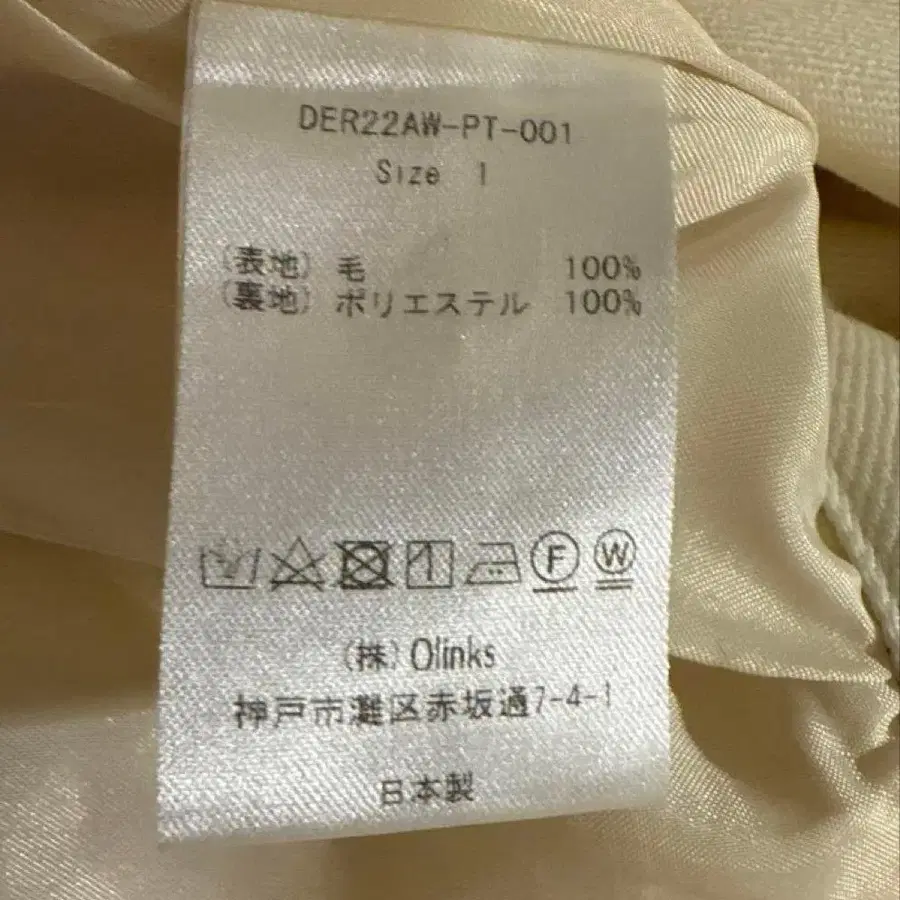 DER22AW-PT-001
Size 1
(表地) 毛 100%
(裏地) ポリエステル 100%
F W
(株) Olinks
神戸市灘区赤坂通7-4-1
日本製